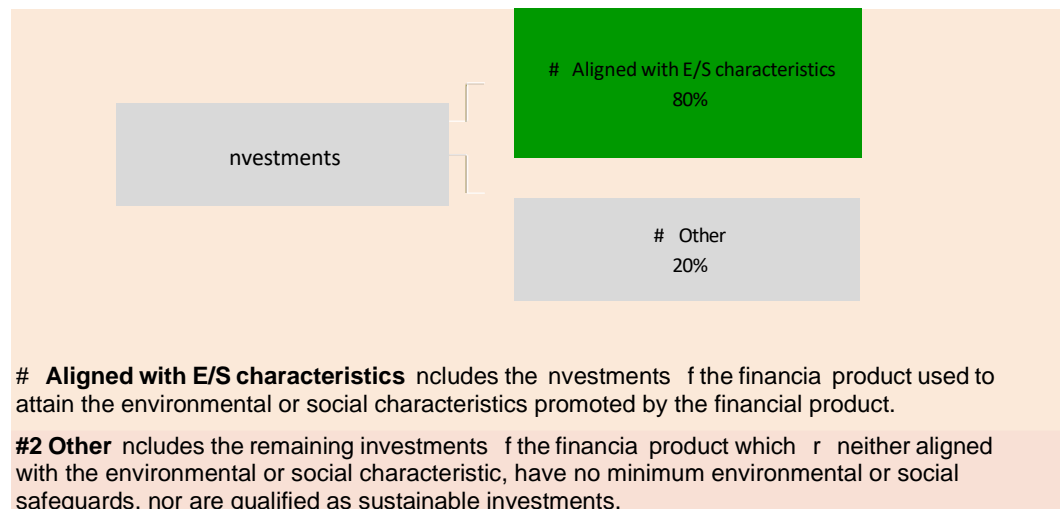 # Aligned with E/S characteristics
80%
nvestments
# Other
20%
# Aligned with E/S characteristics ncludes the nvestments f the financia product used to
attain the environmental or social characteristics promoted by the financial product.
#2 Other ncludes the remaining investments f the financia product which r neither aligned
with the environmental or social characteristic, have no minimum environmental or social
safeguards, nor are qualified as sustainable investments.